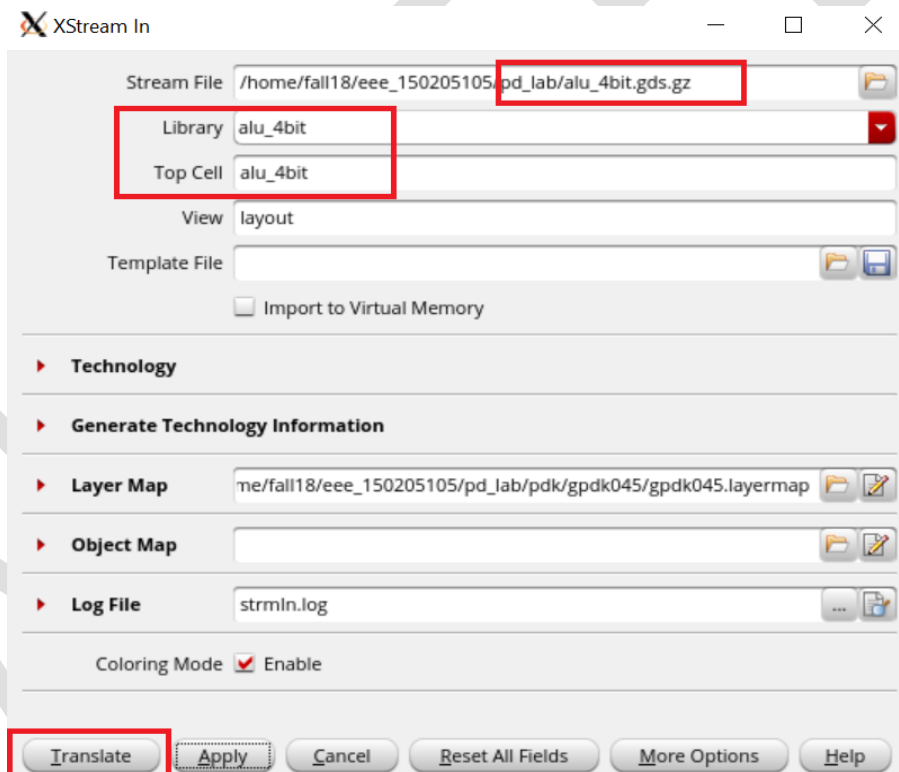 XStream In
Stream File /home/fall18/eee_150205105/pd_lab/alu_4bit.gds.gz
Library alu_4bit
Top Cell alu_4bit
View layout
Template File
Import to Virtual Memory
Technology
Generate Technology Information
Layer Map me/fall18/eee_150205105/pd_lab/pdk/gpdk045/gpdk045.layermap
Object Map
Log File strmIn.log ...
Coloring Mode Enable
Translate Apply Cancel Reset All Fields More Options Help